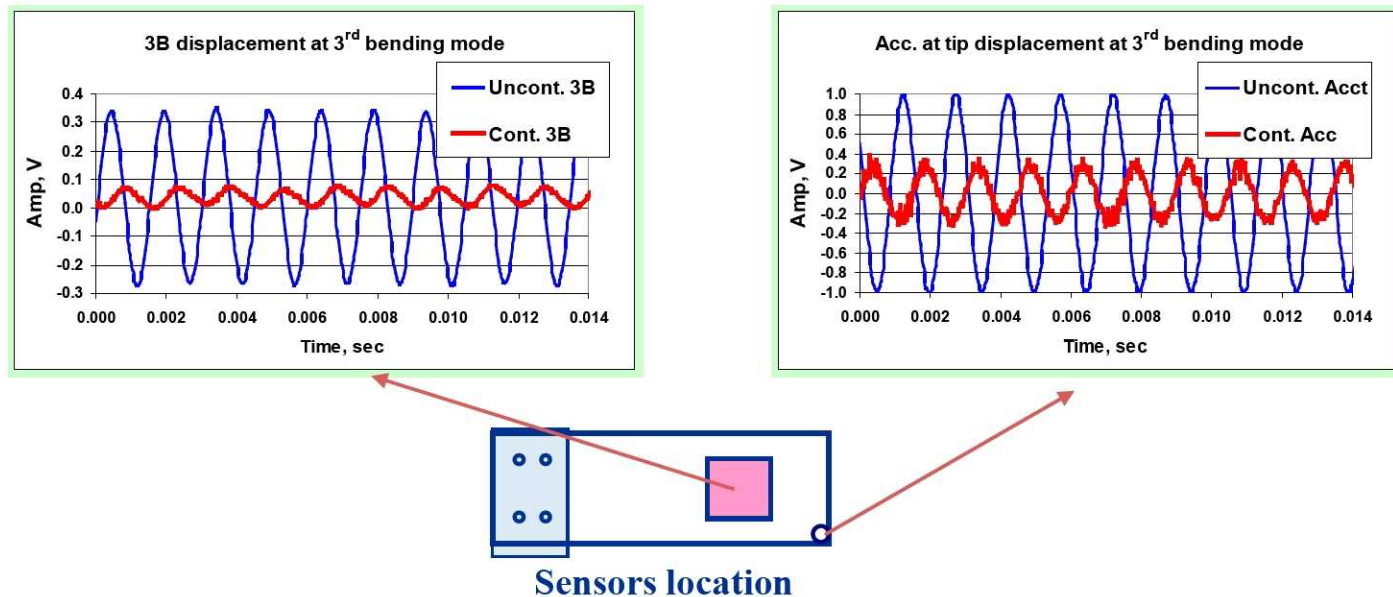 3B displacement at 3rd bending mode
Uncont. 3B
Cont. 3B
Amp, V
0.4
0.3
0.2
0.1
0.0
-0.1
-0.2
-0.3
0.000 0.002 0.004 0.006 0.008 0.010 0.012 0.014
Time, sec
Acc. at tip displacement at 3rd bending mode
Uncont. Acct
Cont. Acc
Amp, V
1.0
0.8
0.6
0.4
0.2
0.0
-0.2
-0.4
-0.6
-0.8
-1.0
0.000 0.002 0.004 0.006 0.008 0.010 0.012 0.014
Time, sec
Sensors location